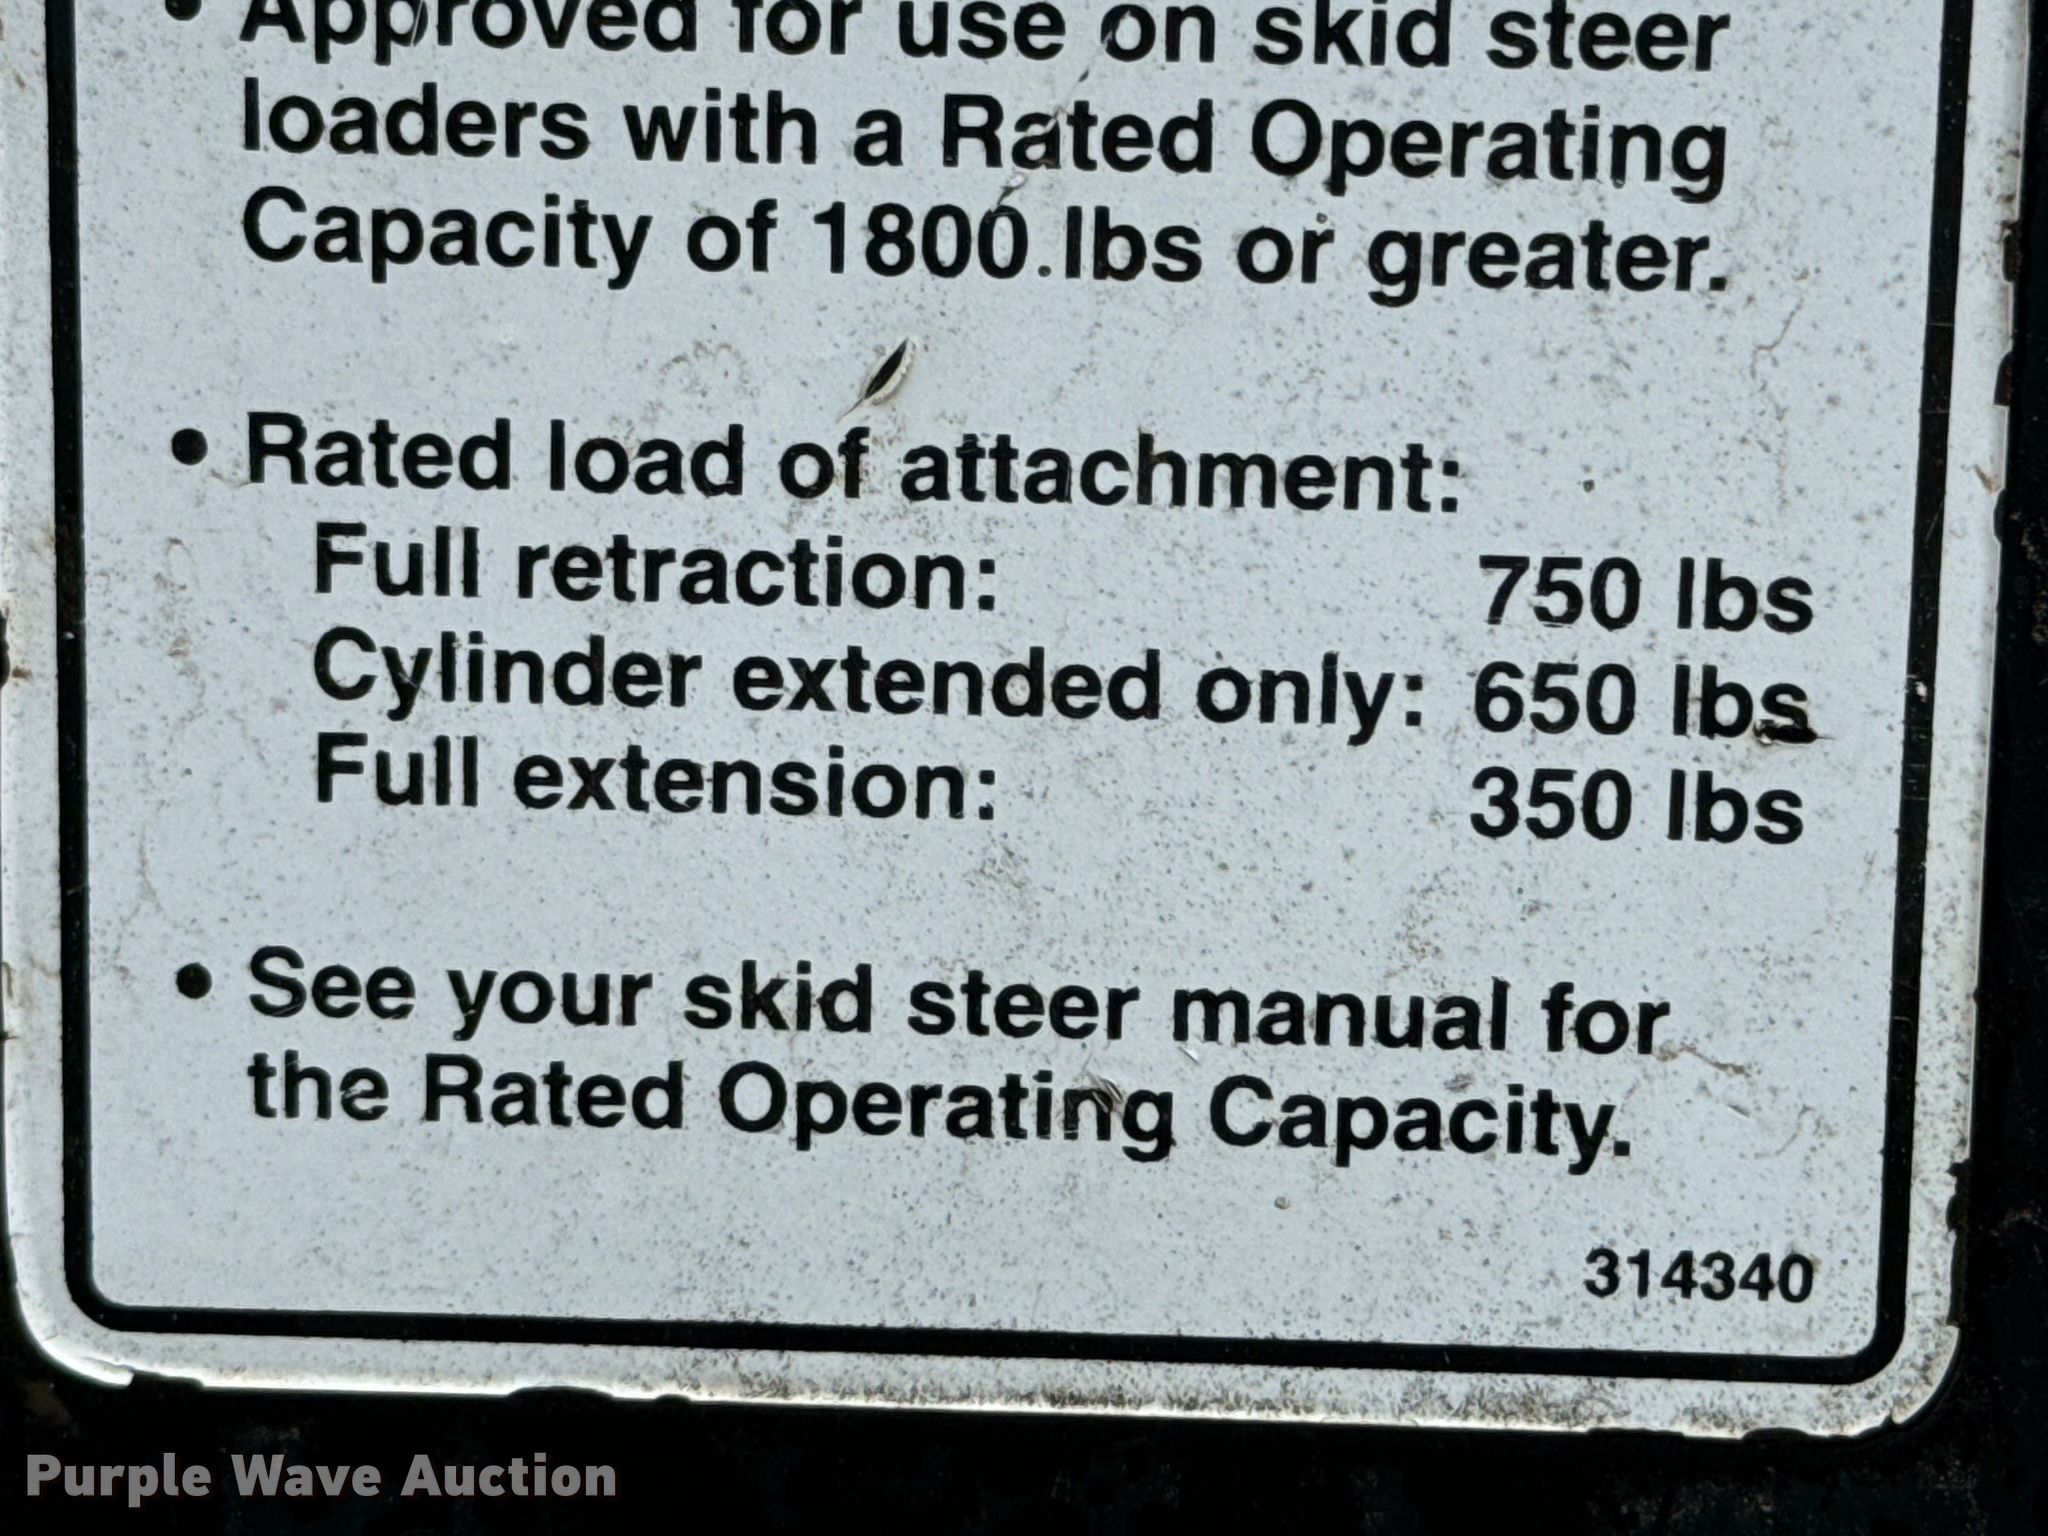 • Approved for use on skid steer
loaders with a Rated Operating
Capacity of 1800 lbs or greater.
• Rated load of attachment:
Full retraction: 750 lbs
Cylinder extended only: 650 lbs
Full extension: 350 lbs
• See your skid steer manual for
the Rated Operating Capacity.
314340
Purple Wave Auction